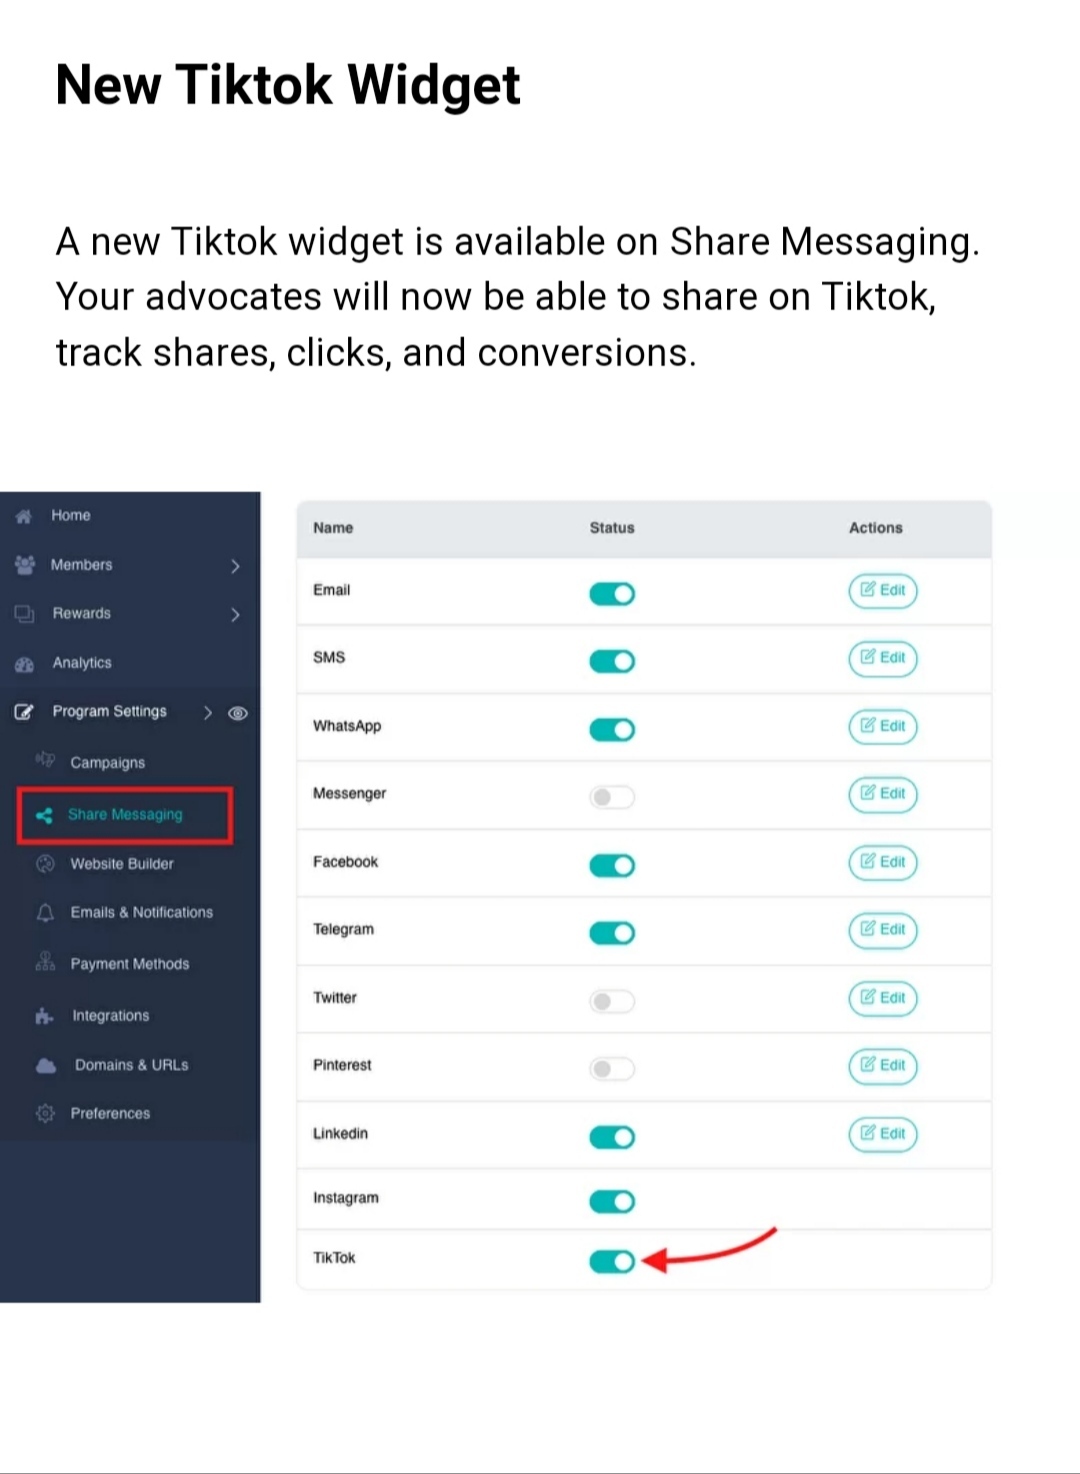 New Tiktok Widget
A new Tiktok widget is available on Share Messaging.
Your advocates will now be able to share on Tiktok,
track shares, clicks, and conversions.
Home
Members
Rewards
Analytics
Program Settings
Campaigns
Share Messaging
Website Builder
Emails & Notifications
Payment Methods
Integrations
Domains & URLs
Preferences
Name Status Actions
Email Edit
SMS Edit
WhatsApp Edit
Messenger Edit
Facebook Edit
Telegram Edit
Twitter Edit
Pinterest Edit
Linkedin Edit
Instagram
TikTok